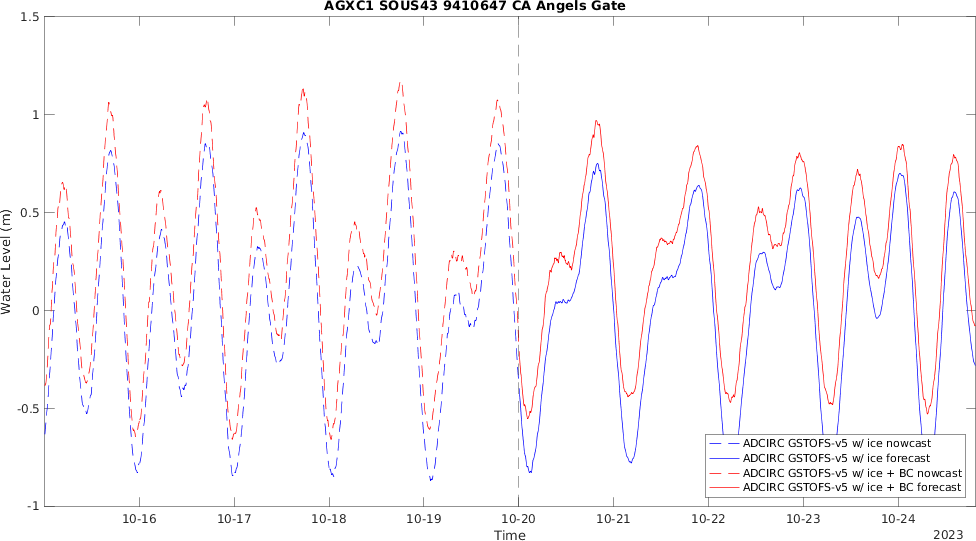 AGXC1 SOUS43 9410647 CA Angels Gate
1.5
1
0.5
0
-0.5
-1
Water Level (m)
10-16
10-17
10-18
10-19
10-20
10-21
10-22
10-23
10-24
Time
2023
ADCIRC GSTOFS-v5 w/ ice nowcast
ADCIRC GSTOFS-v5 w/ ice forecast
ADCIRC GSTOFS-v5 w/ ice + BC nowcast
ADCIRC GSTOFS-v5 w/ ice + BC forecast